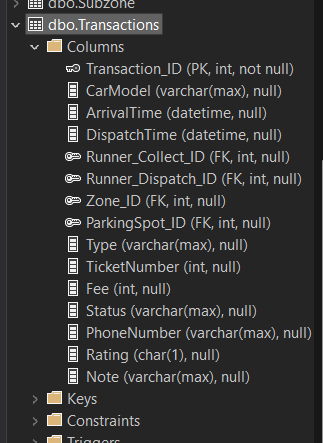 dbo.Subzone
dbo.Transactions
Columns
Transaction_ID (PK, int, not null)
CarModel (varchar(max), null)
ArrivalTime (datetime, null)
DispatchTime (datetime, null)
Runner_Collect_ID (FK, int, null)
Runner_Dispatch_ID (FK, int, null)
Zone_ID (FK, int, null)
ParkingSpot_ID (FK, int, null)
Type (varchar(max), null)
TicketNumber (int, null)
Fee (int, null)
Status (varchar(max), null)
PhoneNumber (varchar(max), null)
Rating (char(1), null)
Note (varchar(max), null)
Keys
Constraints
Triggers